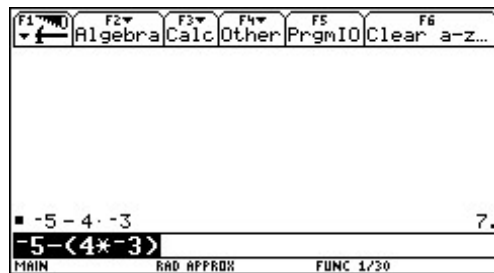 F1 F2 Algebra F3 Calc F4 Other F5 PrgmIO F6 Clear a-z…
▪ ⁻5 - 4 · ⁻3 7.
⁻5-(4*⁻3)
MAIN RAD APPROX FUNC 1/30